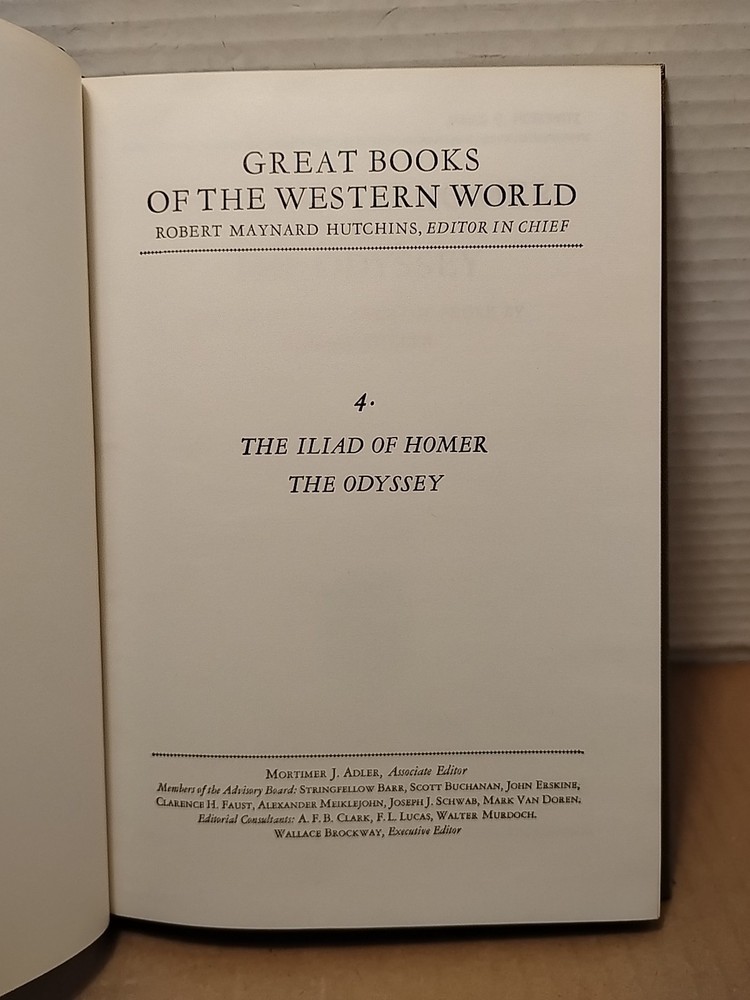 GREAT BOOKS
OF THE WESTERN WORLD
ROBERT MAYNARD HUTCHINS, EDITOR IN CHIEF
4.
THE ILIAD OF HOMER
THE ODYSSEY
MORTIMER J. ADLER, Associate Editor
Members of the Advisory Board: STRINGFELLOW BARR, SCOTT BUCHANAN, JOHN ERSKINE,
CLARENCE H. FAUST, ALEXANDER MEIKLEJOHN, JOSEPH J. SCHWAB, MARK VAN DOREN.
Editorial Consultants: A. F. B. CLARK, F. L. LUCAS, WALTER MURDOCH.
WALLACE BROCKWAY, Executive Editor